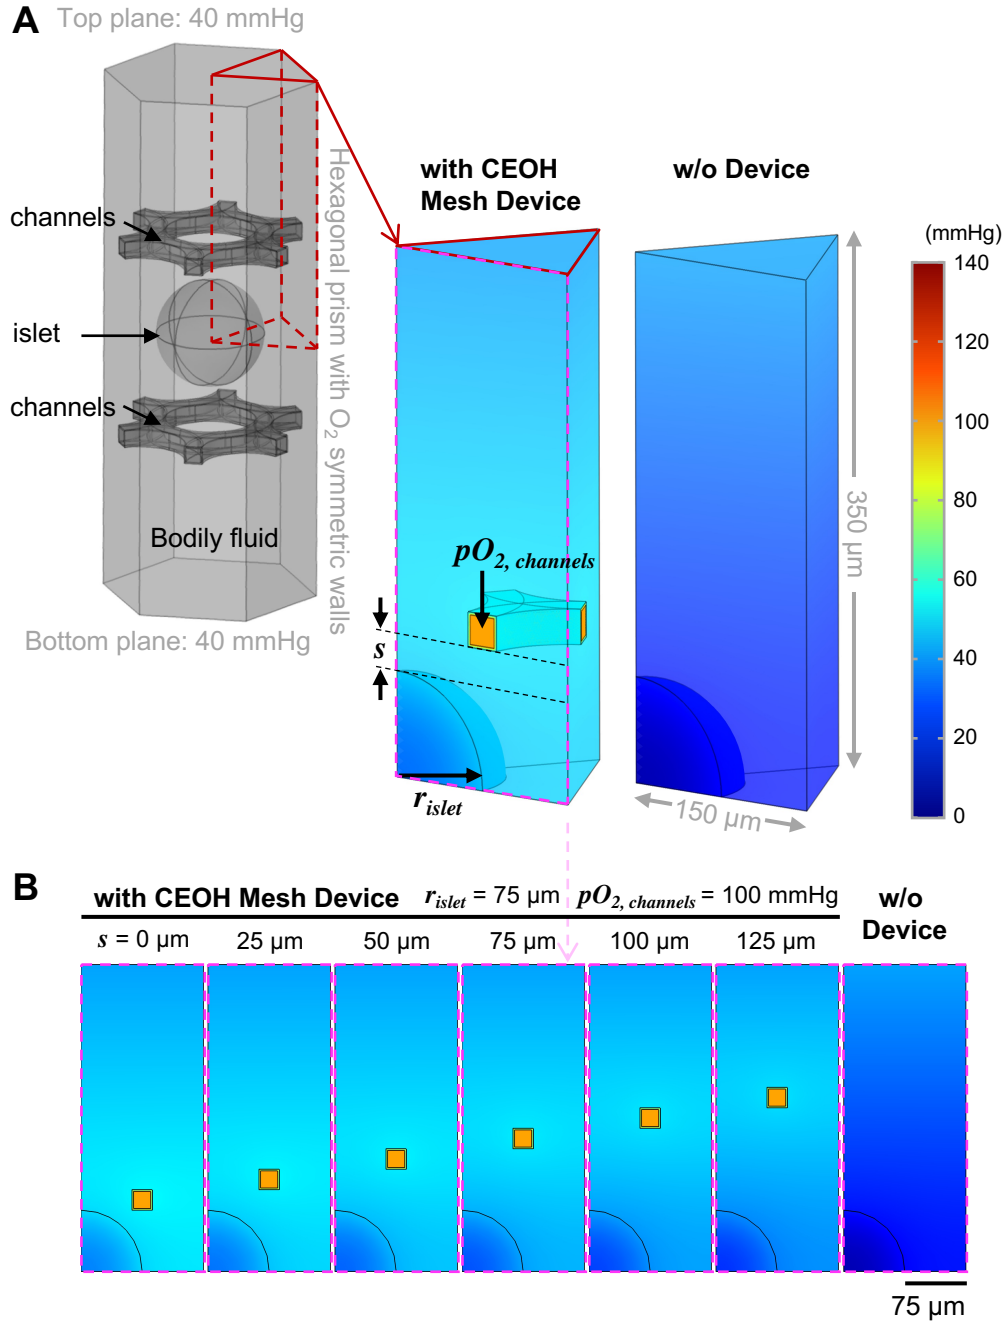 A
Top plane: 40 mmHg
channels
islet
channels
Hexagonal prism with O2 symmetric walls
Bodily fluid
Bottom plane: 40 mmHg
with CEOH
Mesh Device
w/o Device
pO2, channels
s
rislet
350 µm
150 µm
(mmHg)
140
120
100
80
60
40
20
0
B
with CEOH Mesh Device
rislet = 75 µm
pO2, channels = 100 mmHg
w/o
Device
s = 0 µm
25 µm
50 µm
75 µm
100 µm
125 µm
75 µm